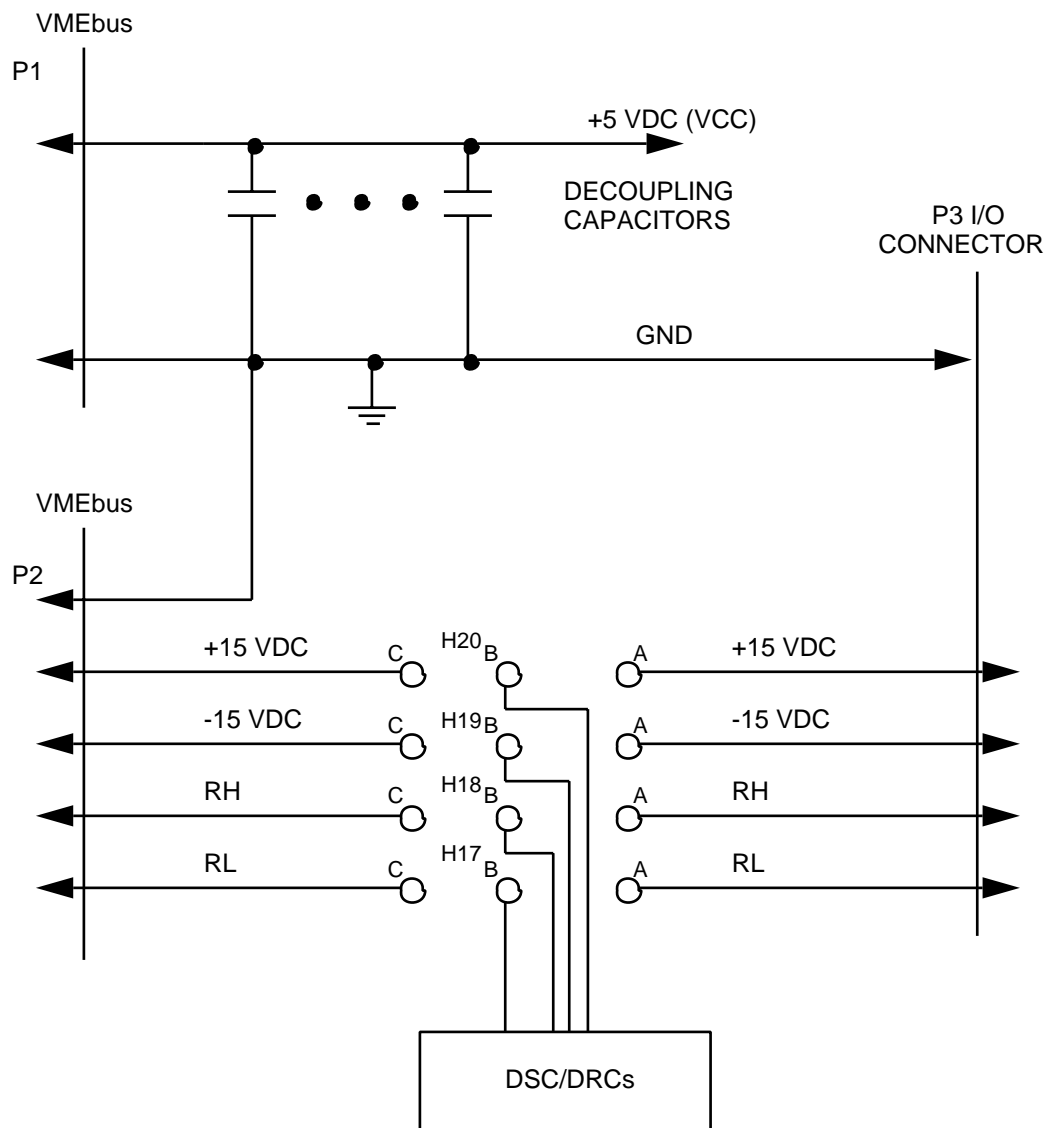 VMEbus
P1
+5 VDC (VCC)
DECOUPLING
CAPACITORS
P3 I/O
CONNECTOR
GND
VMEbus
P2
+15 VDC
C
H20
B
A
+15 VDC
-15 VDC
C
H19
B
A
-15 VDC
RH
C
H18
B
A
RH
RL
C
H17
B
A
RL
DSC/DRCs